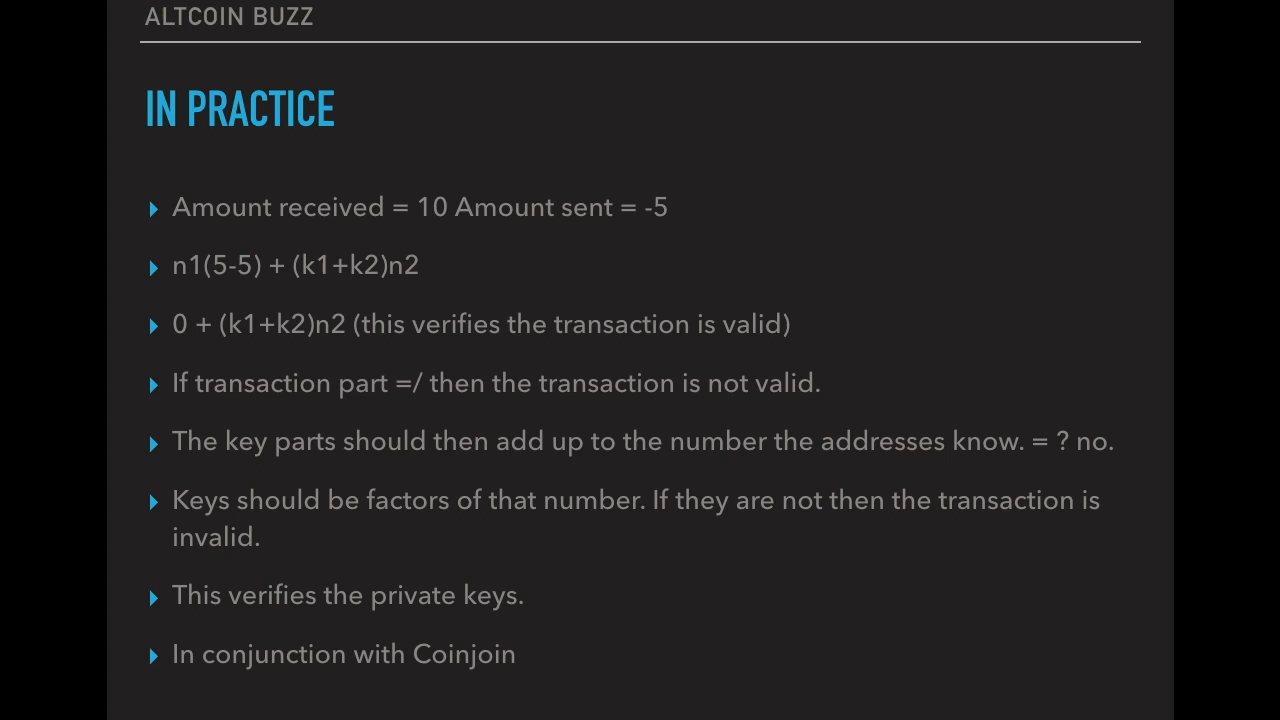 ALTCOIN BUZZ
IN PRACTICE
Amount received = 10 Amount sent = -5
n1(5-5) + (k1+k2)n2
0 + (k1+k2)n2 (this verifies the transaction is valid)
If transaction part =/ then the transaction is not valid.
The key parts should then add up to the number the addresses know. = ? no.
Keys should be factors of that number. If they are not then the transaction is
invalid.
This verifies the private keys.
In conjunction with Coinjoin